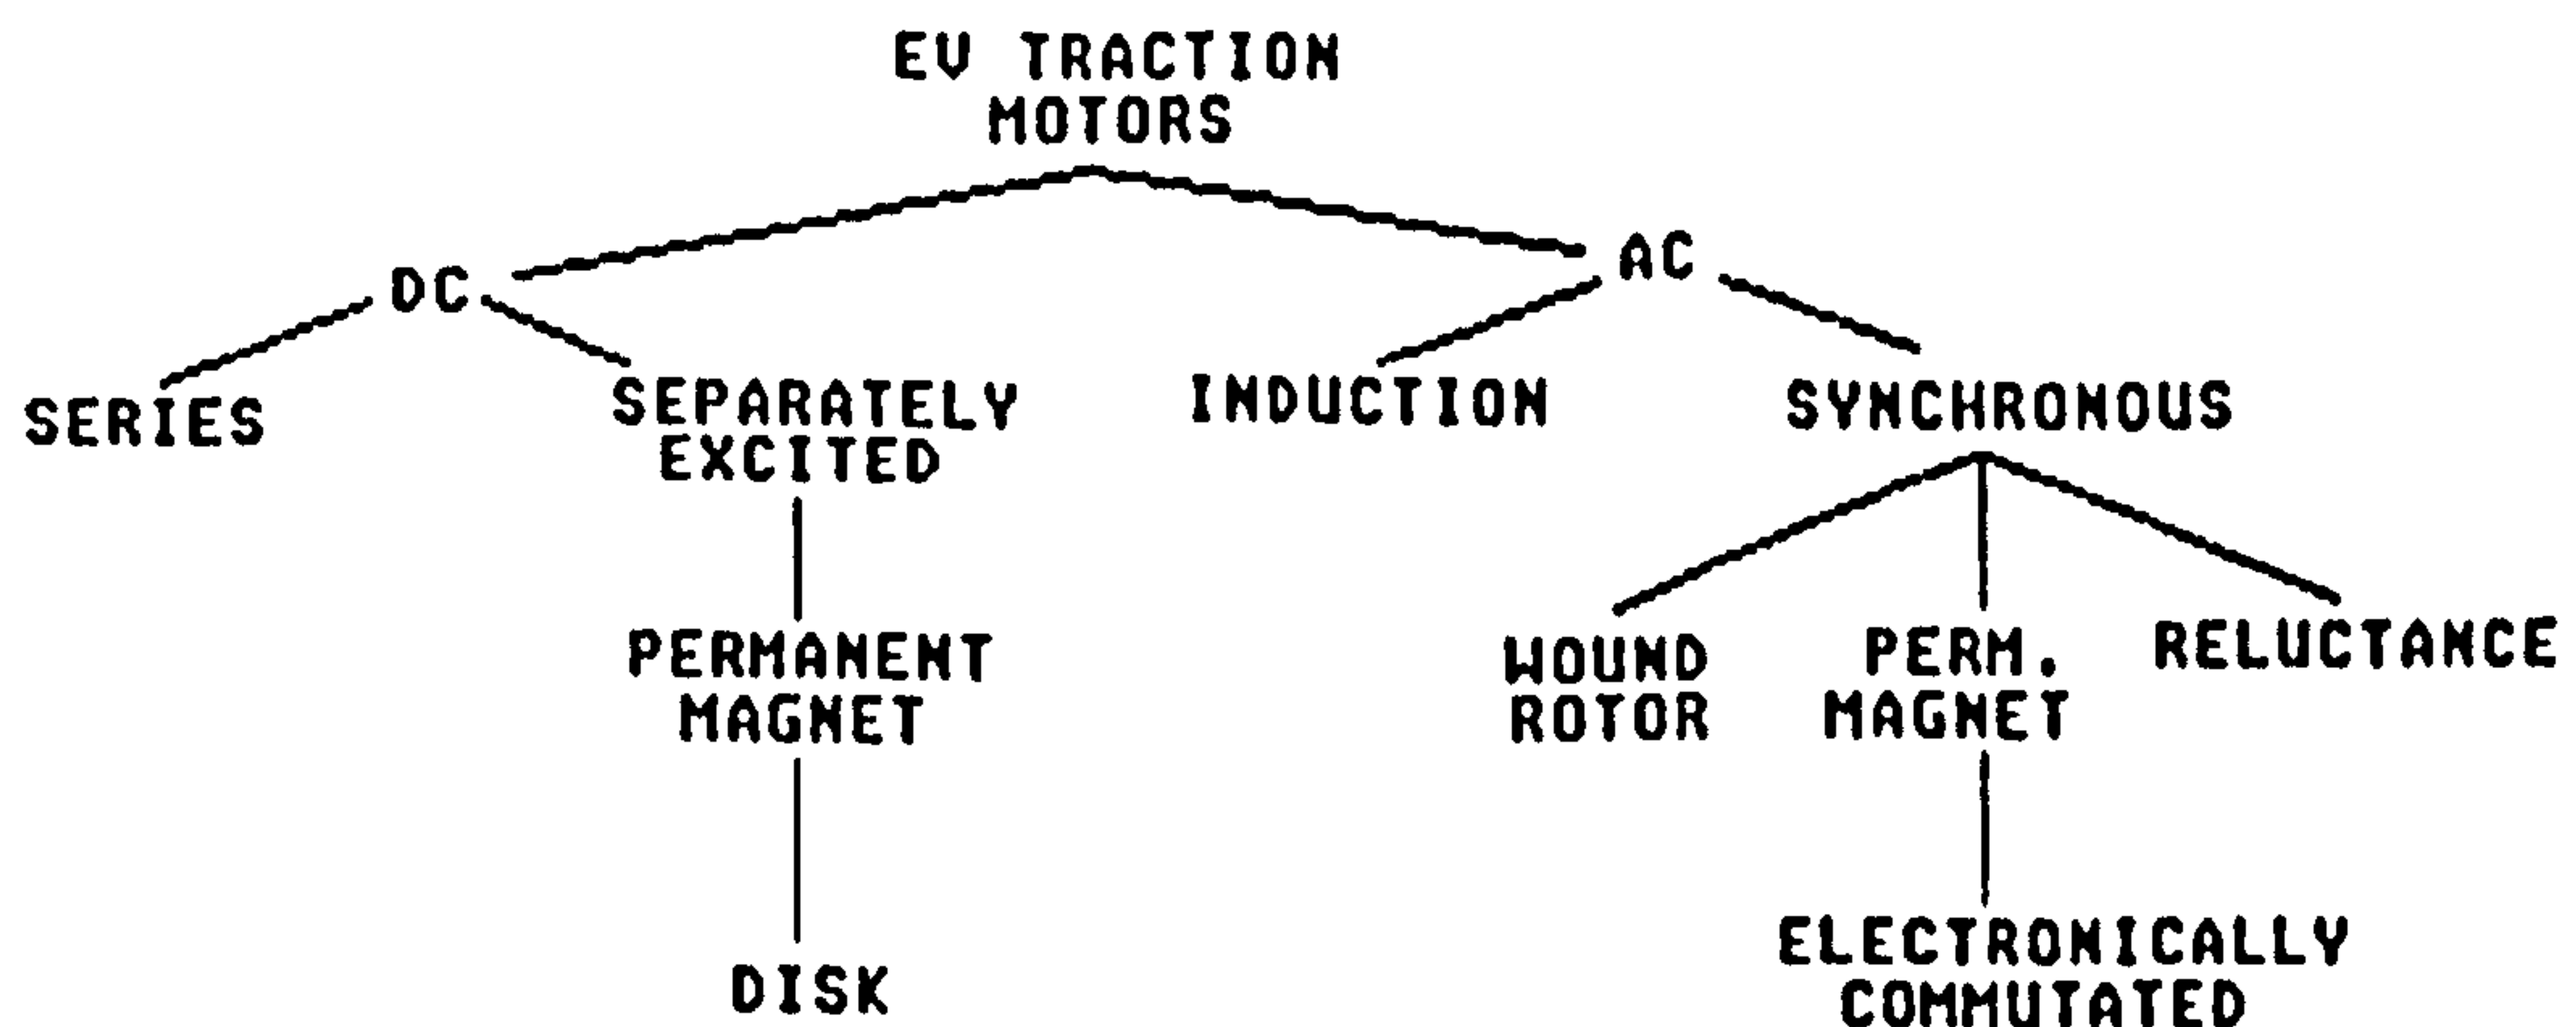 EV TRACTION
MOTORS
DC
AC
SERIES
SEPARATELY
EXCITED
INDUCTION
SYNCHRONOUS
PERMANENT
MAGNET
WOUND
ROTOR
PERM.
MAGNET
RELUCTANCE
DISK
ELECTRONICALLY
COMMUTATED